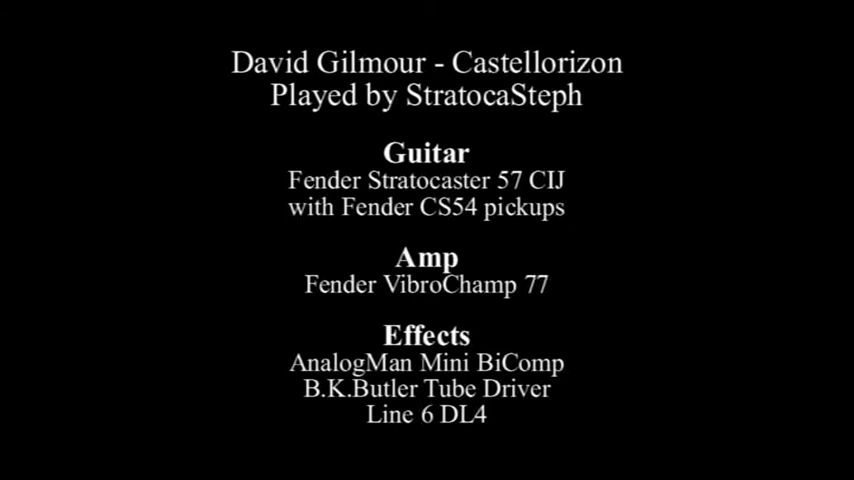 David Gilmour - Castellorizon
Played by StratocaSteph
Guitar
Fender Stratocaster 57 CIJ
with Fender CS54 pickups
Amp
Fender VibroChamp 77
Effects
AnalogMan Mini BiComp
B.K.Butler Tube Driver
Line 6 DL4